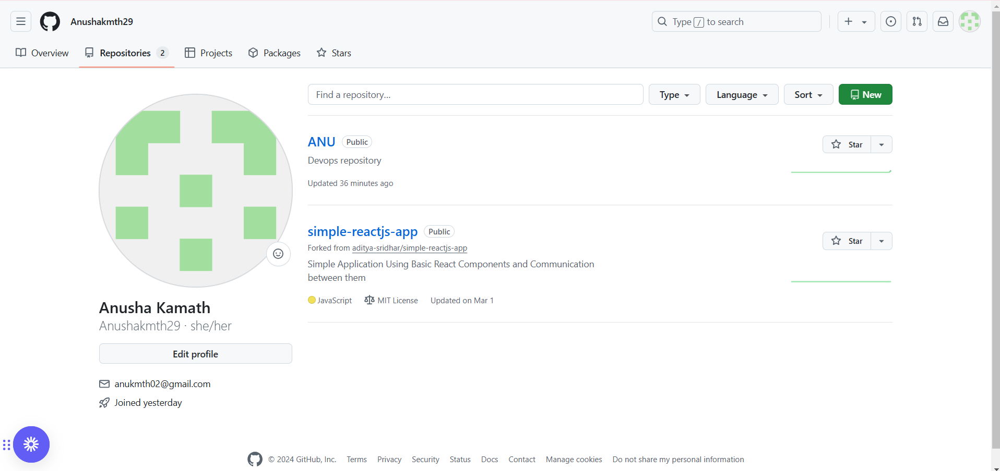 Anushakmth29
Type / to search
Overview
Repositories 2
Projects
Packages
Stars
Find a repository...
Type
Language
Sort
New
ANU Public
Star
Devops repository
Updated 36 minutes ago
simple-reactjs-app Public
Star
Forked from aditya-sridhar/simple-reactjs-app
Simple Application Using Basic React Components and Communication
between them
JavaScript MIT License Updated on Mar 1
Anusha Kamath
Anushakmth29 · she/her
Edit profile
anukmth02@gmail.com
Joined yesterday
© 2024 GitHub, Inc. Terms Privacy Security Status Docs Contact Manage cookies Do not share my personal information